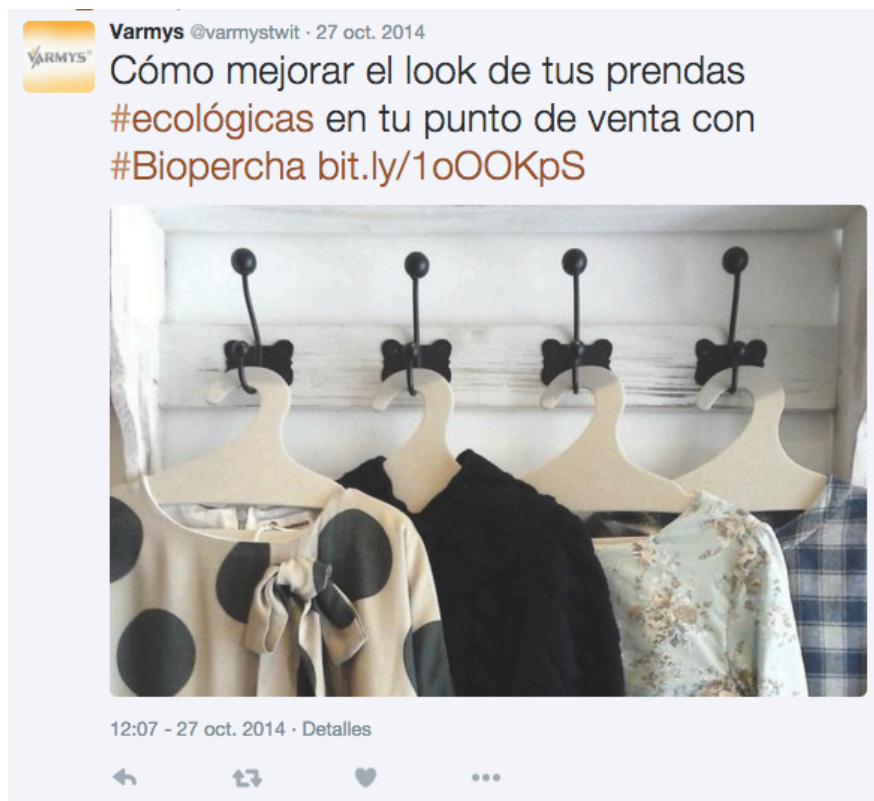 Varmys @varmystwit · 27 oct. 2014
VARMYS®
Cómo mejorar el look de tus prendas
#ecológicas en tu punto de venta con
#Biopercha bit.ly/1oOOKpS
12:07 - 27 oct. 2014 · Detalles